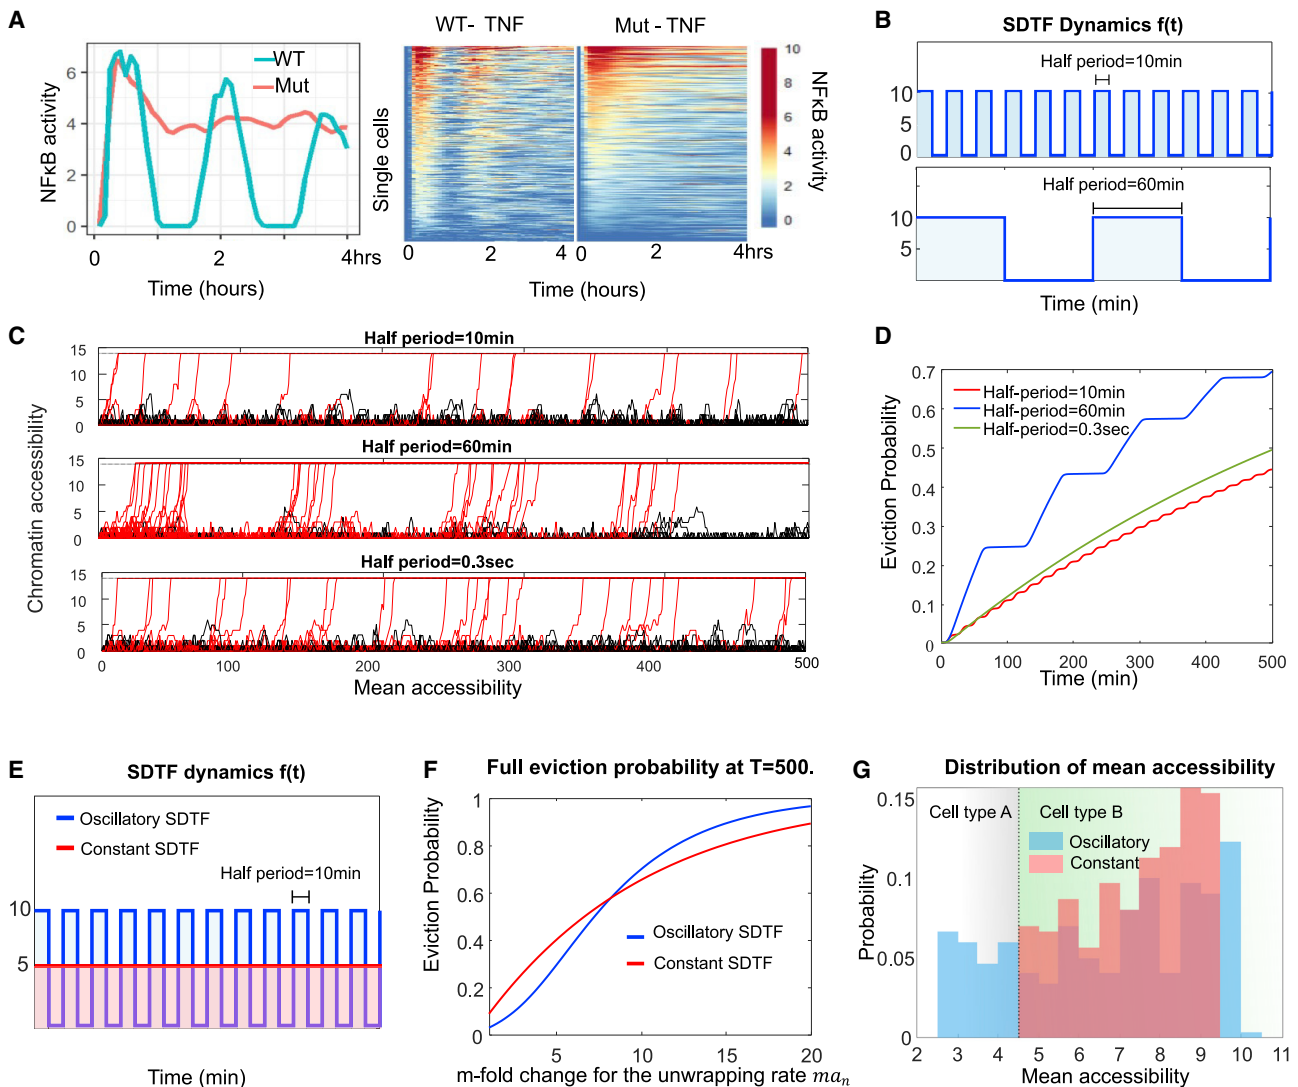 A
WT- TNF
Mut - TNF
WT
Mut
NFκB activity
6
4
2
0
0
2
4hrs
Time (hours)
Single cells
0
2
4
0
2
4hrs
Time (hours)
10
8
6
4
2
0
NFκB activity
B
SDTF Dynamics f(t)
Half period=10min
10
5
0
Half period=60min
10
5
Time (min)
C
Chromatin accessibility
Half period=10min
15
10
5
0
Half period=60min
15
10
5
0
Half period=0.3sec
15
10
5
0
0
100
200
300
400
500
Mean accessibility
D
Eviction Probability
0.7
0.6
0.5
0.4
0.3
0.2
0.1
0
Half-period=10min
Half-period=60min
Half-period=0.3sec
0
100
200
300
400
500
Time (min)
E
SDTF dynamics f(t)
Oscillatory SDTF
Constant SDTF
Half period=10min
10
5
Time (min)
F
Full eviction probability at T=500.
Eviction Probability
1
0.8
0.6
0.4
0.2
0
Oscillatory SDTF
Constant SDTF
5
10
15
20
m-fold change for the unwrapping rate maₙ
G
Distribution of mean accessibility
Probability
0.15
0.1
0.05
0
Cell type A
Cell type B
Oscillatory
Constant
2
3
4
5
6
7
8
9
10
11
Mean accessibility